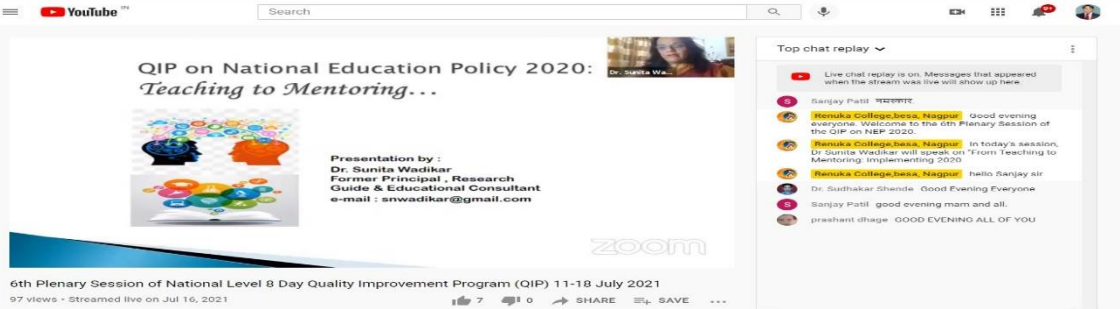 YouTube IN
Search
9+
QIP on National Education Policy 2020:
Teaching to Mentoring...
Dr. Sunita Wa...
Presentation by :
Dr. Sunita Wadikar
Former Principal , Research
Guide & Educational Consultant
e-mail : snwadikar@gmail.com
zoom
6th Plenary Session of National Level 8 Day Quality Improvement Program (QIP) 11-18 July 2021
97 views • Streamed live on Jul 16, 2021
7
0
SHARE
SAVE
Top chat replay
Live chat replay is on. Messages that appeared
when the stream was live will show up here.
S Sanjay Patil नमस्कार.
Renuka College,besa, Nagpur Good evening
everyone. Welcome to the 6th Plenary Session of
the QIP on NEP 2020.
Renuka College,besa, Nagpur In today's session,
Dr Sunita Wadikar will speak on "From Teaching to
Mentoring: Implementing 2020
Renuka College,besa, Nagpur hello Sanjay sir
Dr. Sudhakar Shende Good Evening Everyone
S Sanjay Patil good evening mam and all.
prashant dhage GOOD EVENING ALL OF YOU